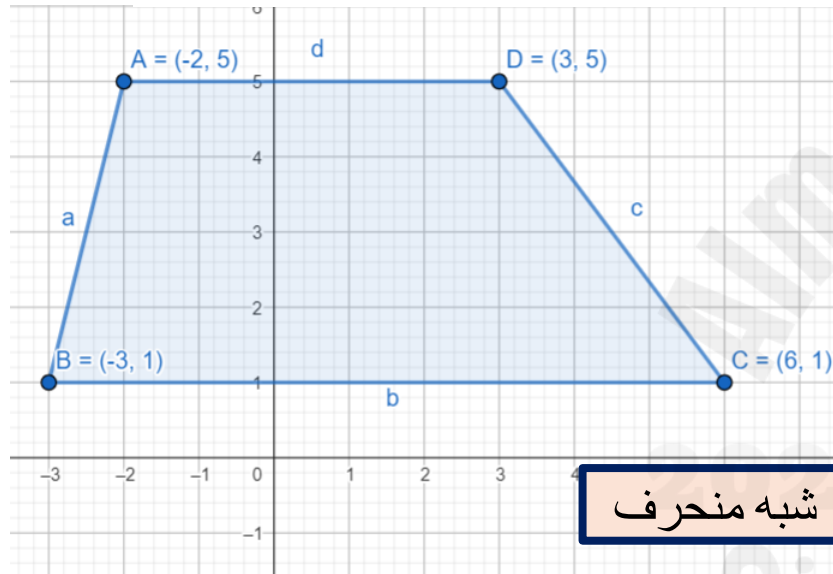 6
d
A = (-2, 5)
D = (3, 5)
5
4
a
c
3
2
B = (-3, 1)
C = (6, 1)
1
b
–3 –2 –1 0 1 2 3 4
شبه منحرف
–1